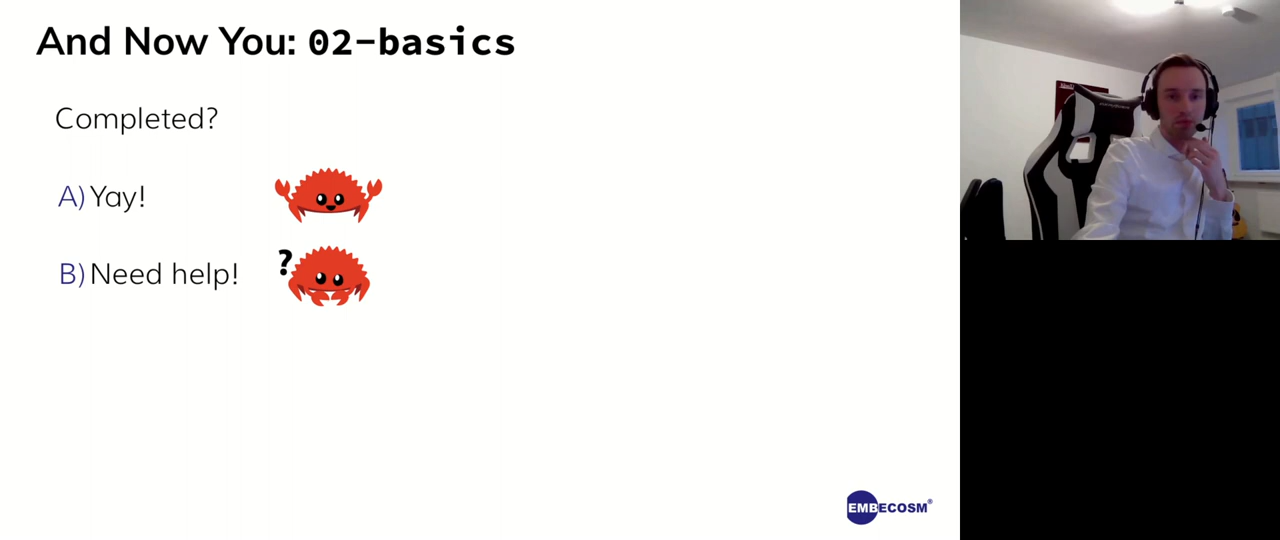 And Now You: 02-basics
Completed?
A) Yay!
B) Need help!
?
EMBECOSM®